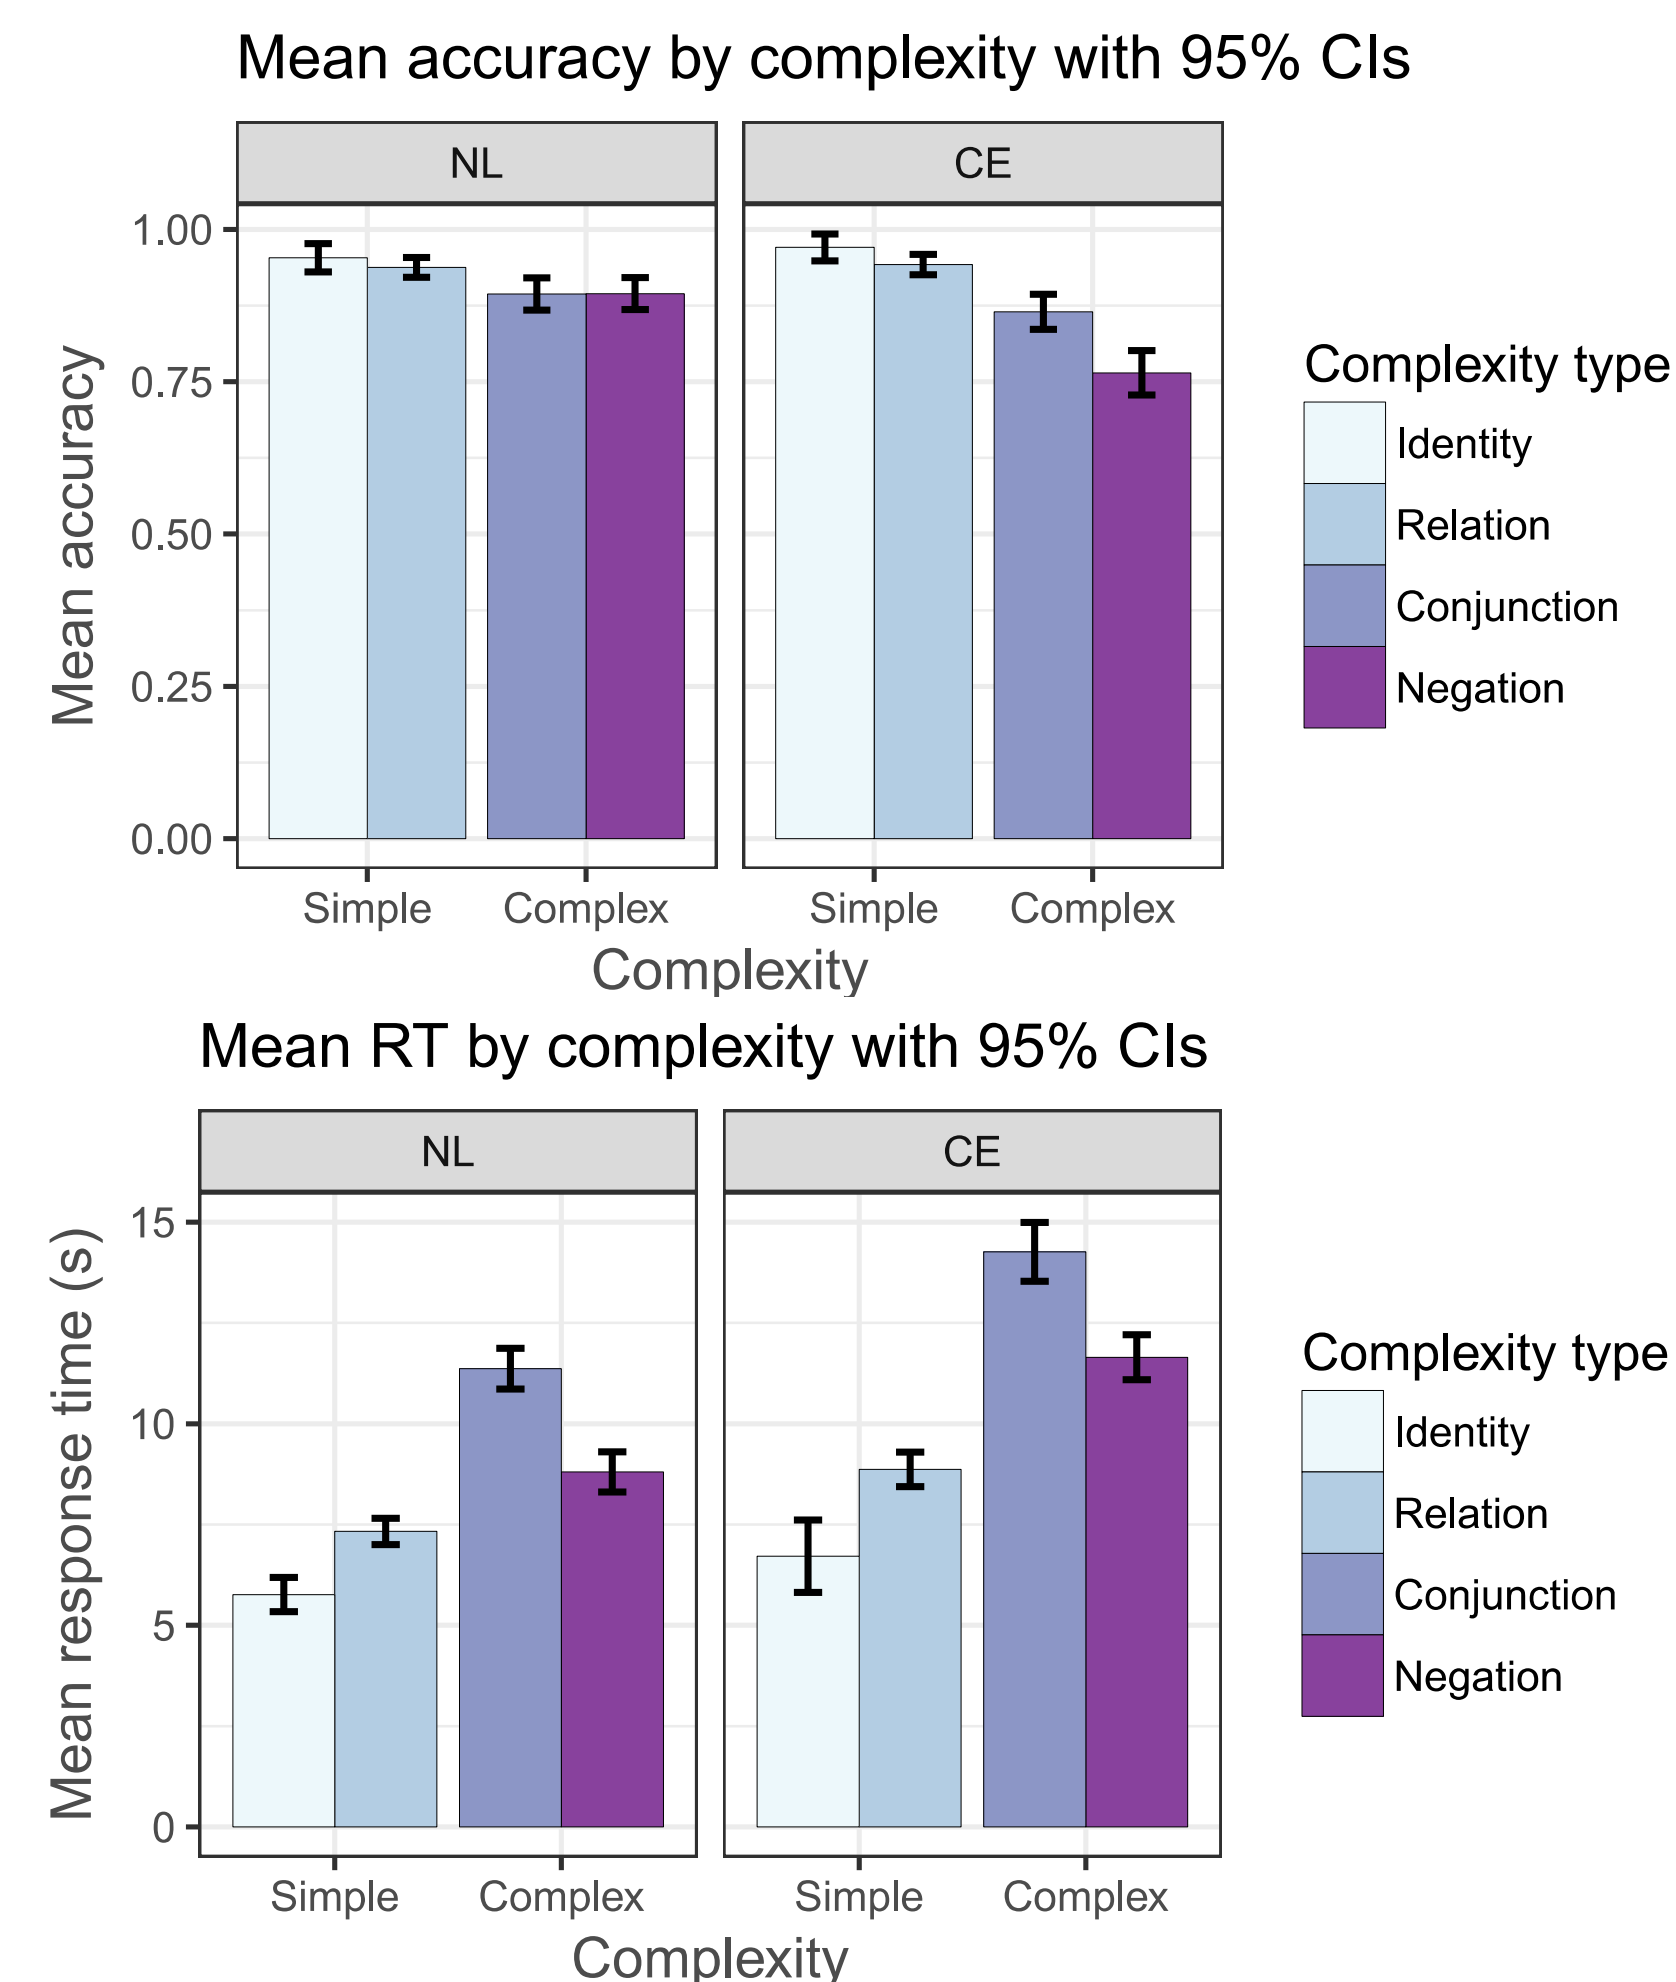 Mean accuracy by complexity with 95% CIs
NL
CE
1.00
0.75
0.50
0.25
0.00
Mean accuracy
Simple
Complex
Simple
Complex
Complexity
Complexity type
Identity
Relation
Conjunction
Negation
Mean RT by complexity with 95% CIs
NL
CE
15
10
5
0
Mean response time (s)
Simple
Complex
Simple
Complex
Complexity
Complexity type
Identity
Relation
Conjunction
Negation